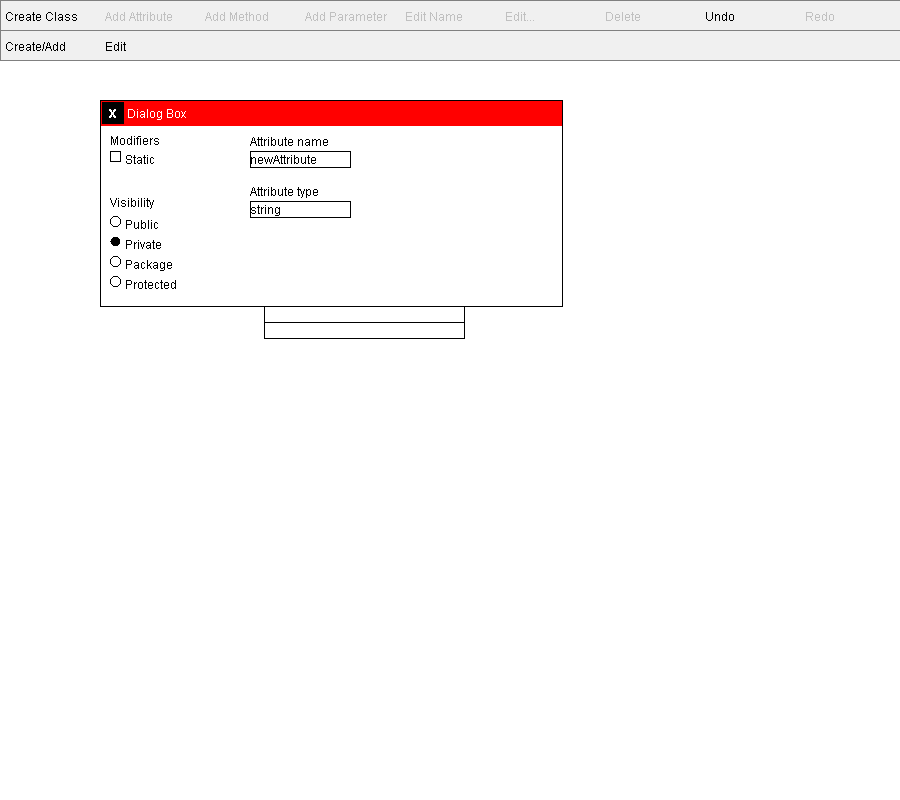 Create Class Add Attribute Add Method Add Parameter Edit Name Edit... Delete Undo Redo
Create/Add Edit
X Dialog Box
Modifiers
Static
Attribute name
newAttribute
Attribute type
string
Visibility
Public
Private
Package
Protected